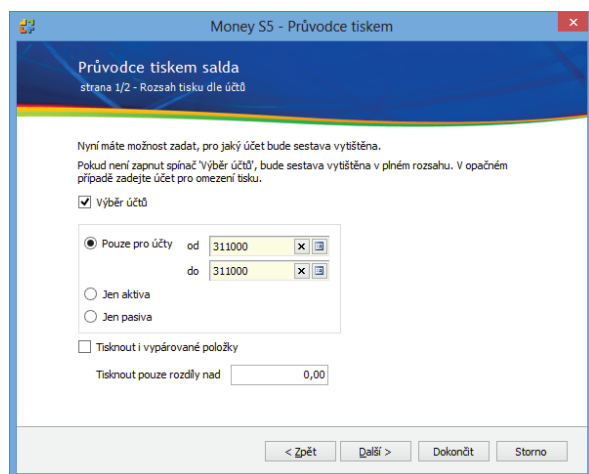 Money S5 - Průvodce tiskem
Průvodce tiskem salda
strana 1/2 - Rozsah tisku dle účtů
Nyní máte možnost zadat, pro jaký účet bude sestava vytištěna.
Pokud není zapnut spínač 'Výběr účtů', bude sestava vytištěna v plném rozsahu. V opačném
případě zadejte účet pro omezení tisku.
Výběr účtů
Pouze pro účty od 311000
do 311000
Jen aktiva
Jen pasiva
Tisknout i vypárované položky
Tisknout pouze rozdíly nad 0,00
< Zpět Další > Dokončit Storno